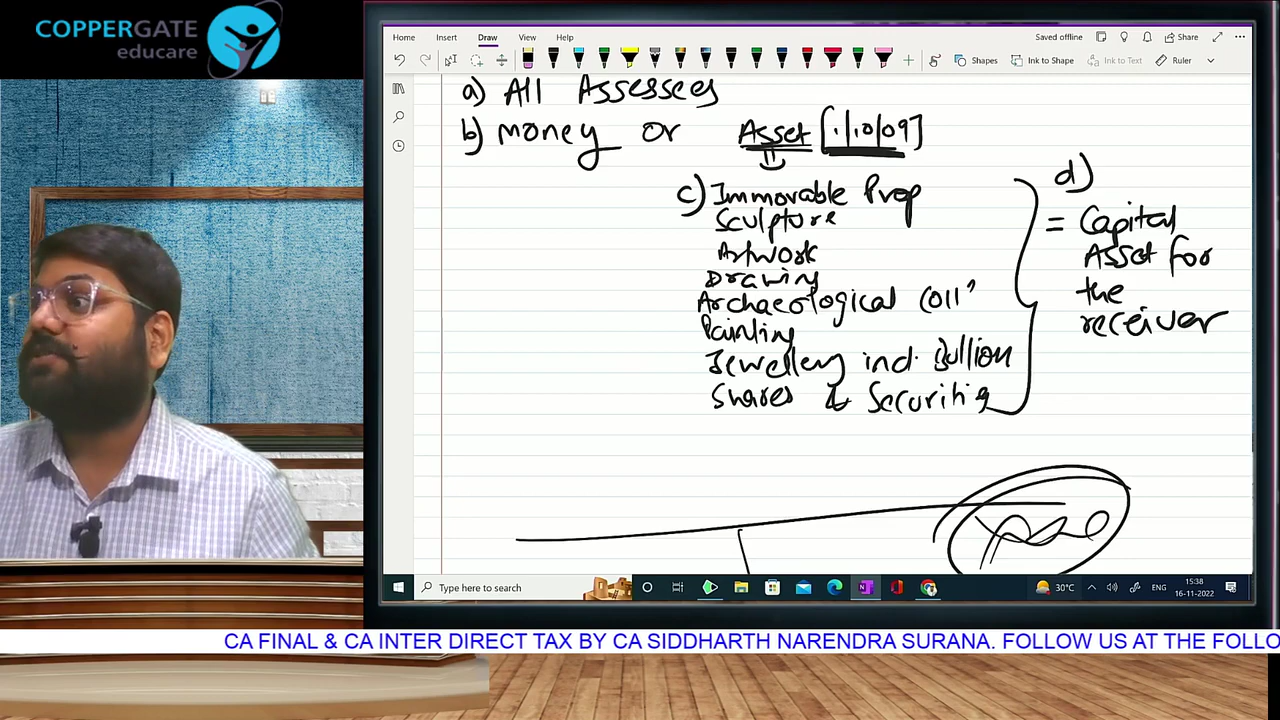 COPPERGATE
educare
Home Insert Draw View Help
Saved offline
Share
Shapes
Ink to Shape
Ink to Text
Ruler
a) All Assessees
b) money or Asset [1/10/09]
c) Immovable Prop
Sculpture
Artwork
Drawing
Archaeological coll'
Painting
Jewellery incl. Bullion
Shares & Securities
d)
= Capital
Asset for
the
receiver
Type here to search
30°C
ENG
15:38
16-11-2022
CA FINAL & CA INTER DIRECT TAX BY CA SIDDHARTH NARENDRA SURANA. FOLLOW US AT THE FOLLO